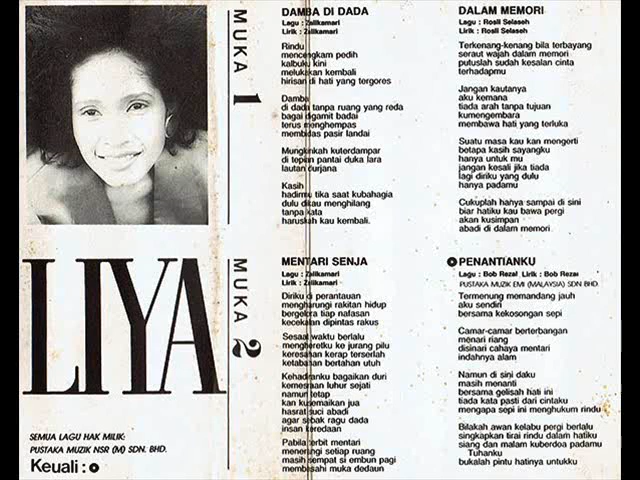 MUKA 1
DAMBA DI DADA
Lagu : Zalikamari
Lirik : Zalikamari
Rindu
mencengkam pedih
kalbuku kini
melukakan kembali
hirisan di hati yang tergores
Damba
di dada tanpa ruang yang reda
bagai digamit badai
terus menghempas
membidas pasir landai
Mungkinkah kuterdampar
di tepian pantai duka lara
lautan durjana
Kasih
hadirmu tika saat kubahagia
dulu dikau menghilang
tanpa kata
haruskah kau kembali.
DALAM MEMORI
Lagu : Rosli Selaseh
Lirik : Rosli Selaseh
Terkenang-kenang bila terbayang
seraut wajah dalam memori
putuslah sudah kesalan cinta
terhadapmu
Jangan kautanya
aku kemana
tiada arah tanpa tujuan
kumengembara
membawa hati yang terluka
Suatu masa kau kan mengerti
betapa kasih sayangku
hanya untuk mu
jangan kesali jika tiada
lagi diriku yang dulu
hanya padamu
Cukuplah hanya sampai di sini
biar hatiku kau bawa pergi
akan kusimpan
abadi di dalam memori
LIYA
SEMUA LAGU HAK MILIK:
PUSTAKA MUZIK NSR (M) SDN. BHD.
Keuali :
MUKA 2
MENTARI SENJA
Lagu : Zalikamari
Lirik : Zalikamari
Diriku di perantauan
mengharungi rakitan hidup
bergelora tiap nafasan
kecekalan dipintas rakus
Sesaat waktu berlalu
mengheretku ke jurang pilu
keresahan kerap terserlah
ketabahan bertahan utuh
Kehadiranku bagaikan duri
kemesraan luhur sejati
namun tetap
kan kusemaikan jua
hasrat suci abadi
agar sebak ragu dada
insan keredaan
Pabila terbit mentari
menerangi setiap ruang
masih sempat si embun pagi
membasahi muka dedaun
PENANTIANKU
Lagu : Bob Rezal Lirik : Bob Rezal
PUSTAKA MUZIK EMI (MALAYSIA) SDN BHD.
Termenung memandang jauh
aku sendiri
bersama kekosongan sepi
Camar-camar berterbangan
menari riang
disinari cahaya mentari
indahnya alam
Namun di sini daku
masih menanti
bersama gelisah hati ini
tiada kata pasti dari cintaku
mengapa sepi ini menghukum rindu
Bilakah awan kelabu pergi berlalu
singkapkan tirai rindu dalam hatiku
siang dan malam kuberdoa padamu
Tuhanku
bukalah pintu hatinya untukku